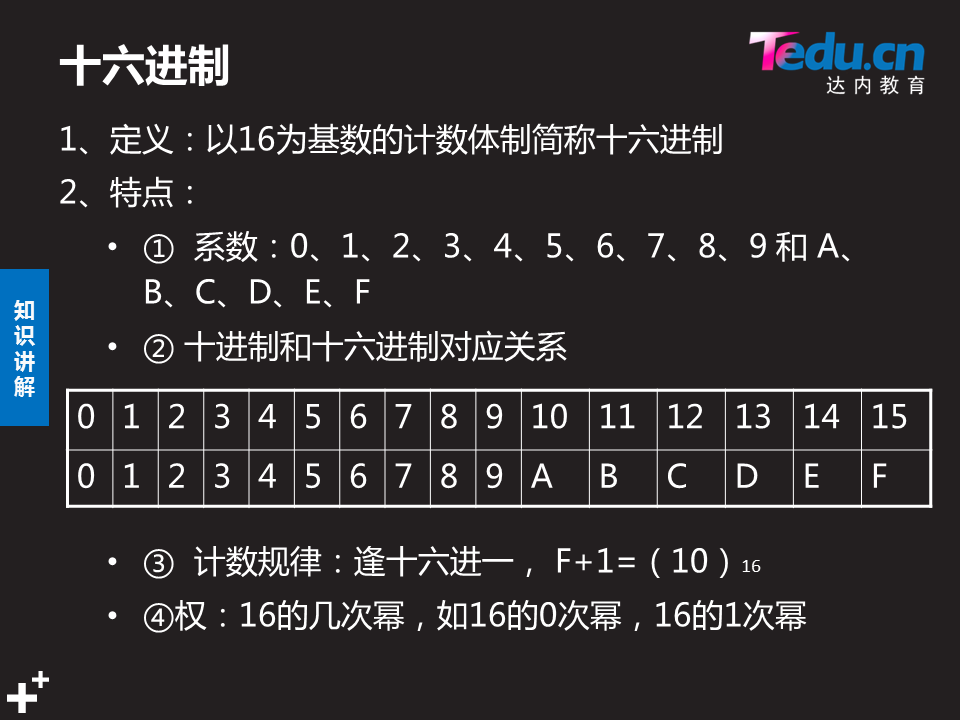 十六进制
Tedu.cn
达内教育
1、定义：以16为基数的计数体制简称十六进制
2、特点：
• ① 系数：0、1、2、3、4、5、6、7、8、9 和 A、
B、C、D、E、F
• ② 十进制和十六进制对应关系
知识讲解
0 1 2 3 4 5 6 7 8 9 10 11 12 13 14 15
0 1 2 3 4 5 6 7 8 9 A B C D E F
• ③ 计数规律：逢十六进一， F+1=（10）16
• ④权：16的几次幂，如16的0次幂，16的1次幂